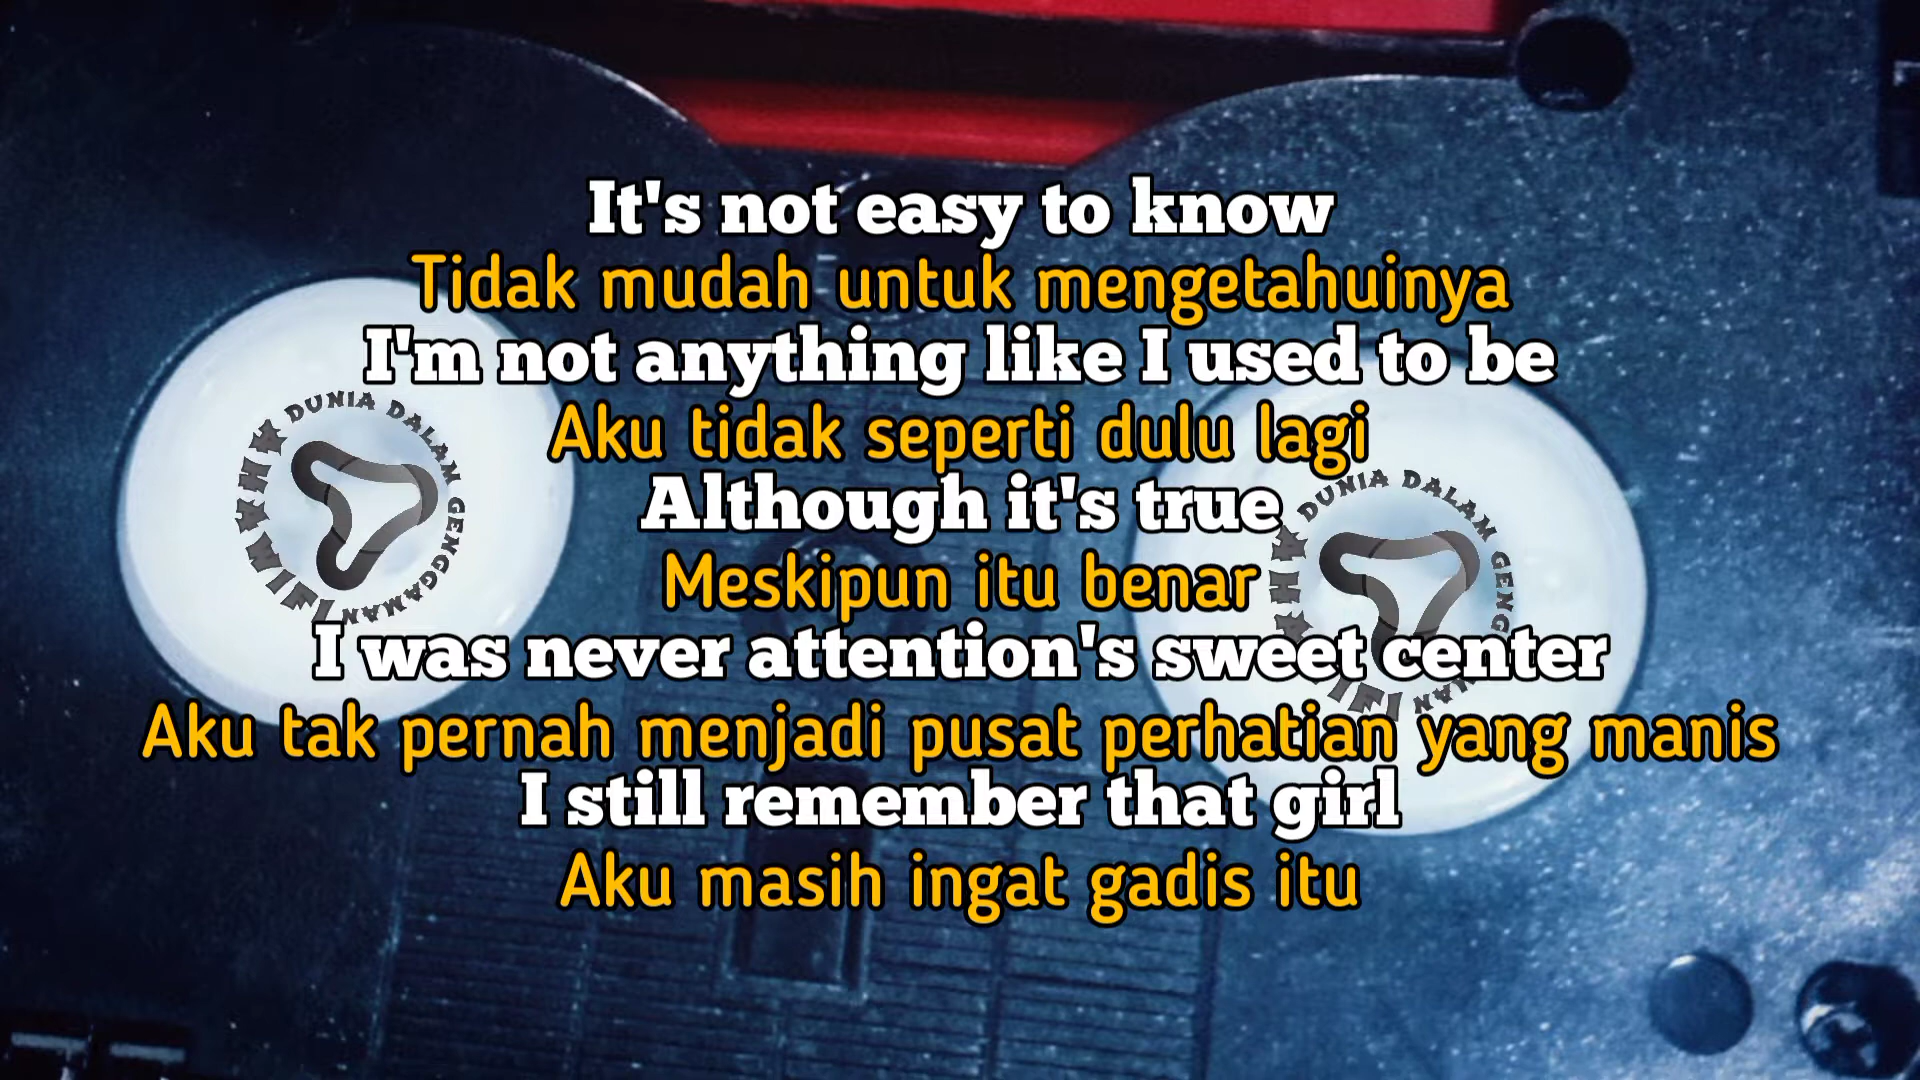 It's not easy to know
Tidak mudah untuk mengetahuinya
I'm not anything like I used to be
Aku tidak seperti dulu lagi
Although it's true
Meskipun itu benar
I was never attention's sweet center
Aku tak pernah menjadi pusat perhatian yang manis
I still remember that girl
Aku masih ingat gadis itu
DUNIA DALAM GENGGAMAN
DUNIA DALAM GENG MAN